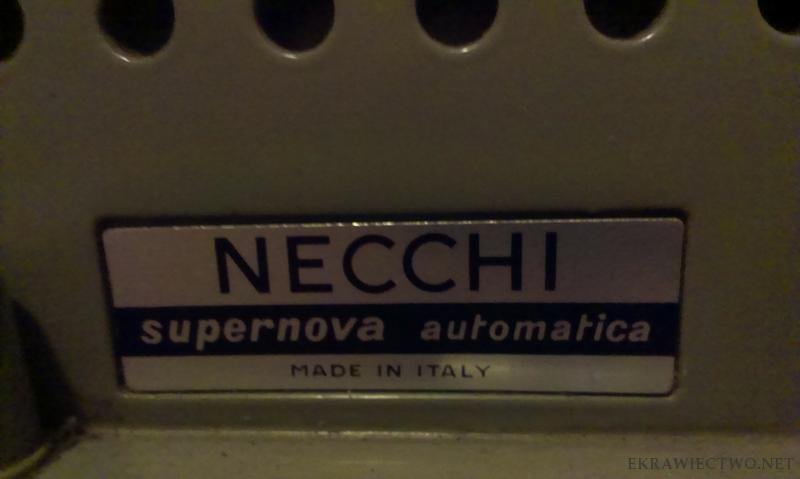 NECCHI
supernova automatica
MADE IN ITALY
EKRAWIECTWO.NET